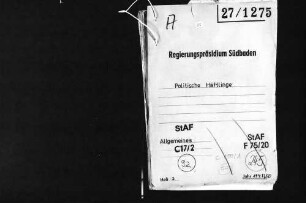 27/1275
A
Regierungspräsidium Südbaden
Politische Häftlinge
StAF
Allgemeines
C17/2
StAF
F 75/20